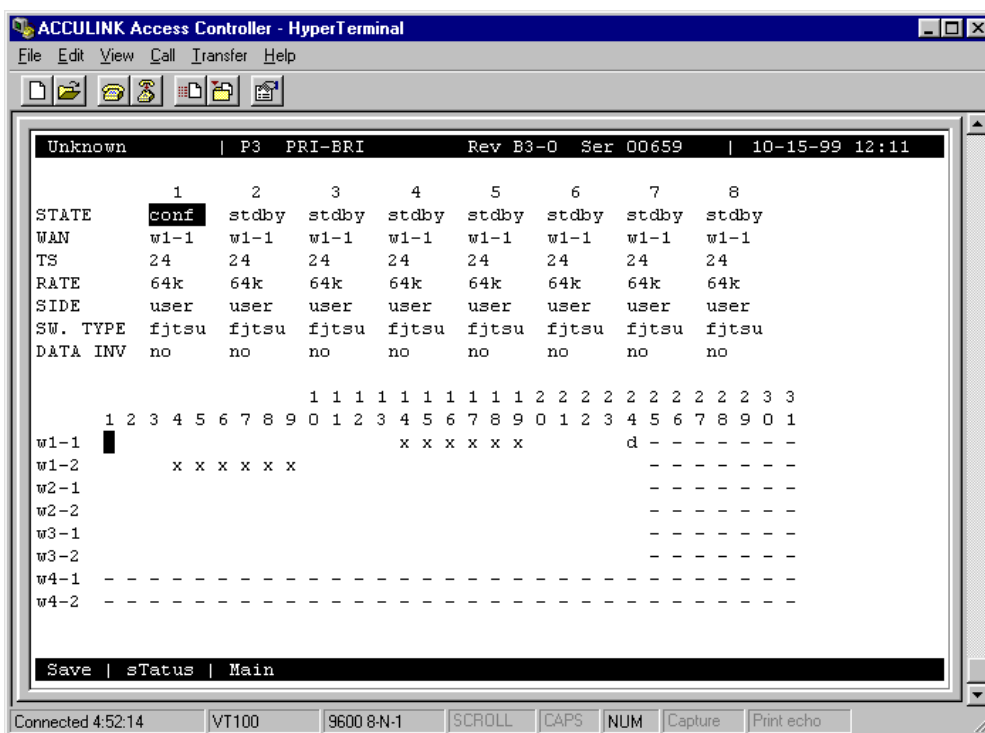 ACCULINK Access Controller - HyperTerminal
File Edit View Call Transfer Help
Unknown | P3 PRI-BRI Rev B3-0 Ser 00659 | 10-15-99 12:11
1 2 3 4 5 6 7 8
STATE conf stdby stdby stdby stdby stdby stdby stdby
WAN w1-1 w1-1 w1-1 w1-1 w1-1 w1-1 w1-1 w1-1
TS 24 24 24 24 24 24 24 24
RATE 64k 64k 64k 64k 64k 64k 64k 64k
SIDE user user user user user user user user
SW. TYPE fjtsu fjtsu fjtsu fjtsu fjtsu fjtsu fjtsu fjtsu
DATA INV no no no no no no no no
1 1 1 1 1 1 1 1 1 1 2 2 2 2 2 2 2 2 2 2 3 3
1 2 3 4 5 6 7 8 9 0 1 2 3 4 5 6 7 8 9 0 1 2 3 4 5 6 7 8 9 0 1
w1-1 x x x x x x d - - - - - - -
w1-2 x x x x x x - - - - - - -
w2-1 - - - - - - -
w2-2 - - - - - - -
w3-1 - - - - - - -
w3-2 - - - - - - -
w4-1 - - - - - - - - - - - - - - - - - - - - - - - - - - - - - - -
w4-2 - - - - - - - - - - - - - - - - - - - - - - - - - - - - - - -
Save | sTatus | Main
Connected 4:52:14 VT100 9600 8-N-1 SCROLL CAPS NUM Capture Print echo